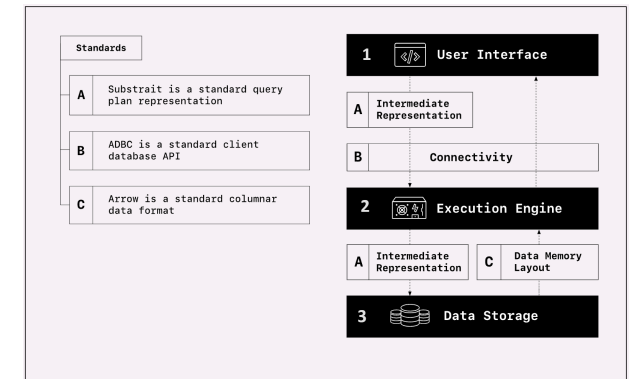 Standards
A
Substrait is a standard query
plan representation
B
ADBC is a standard client
database API
C
Arrow is a standard columnar
data format
1 </> User Interface
A
Intermediate
Representation
B Connectivity
2 Execution Engine
A
Intermediate
Representation
C
Data Memory
Layout
3 Data Storage